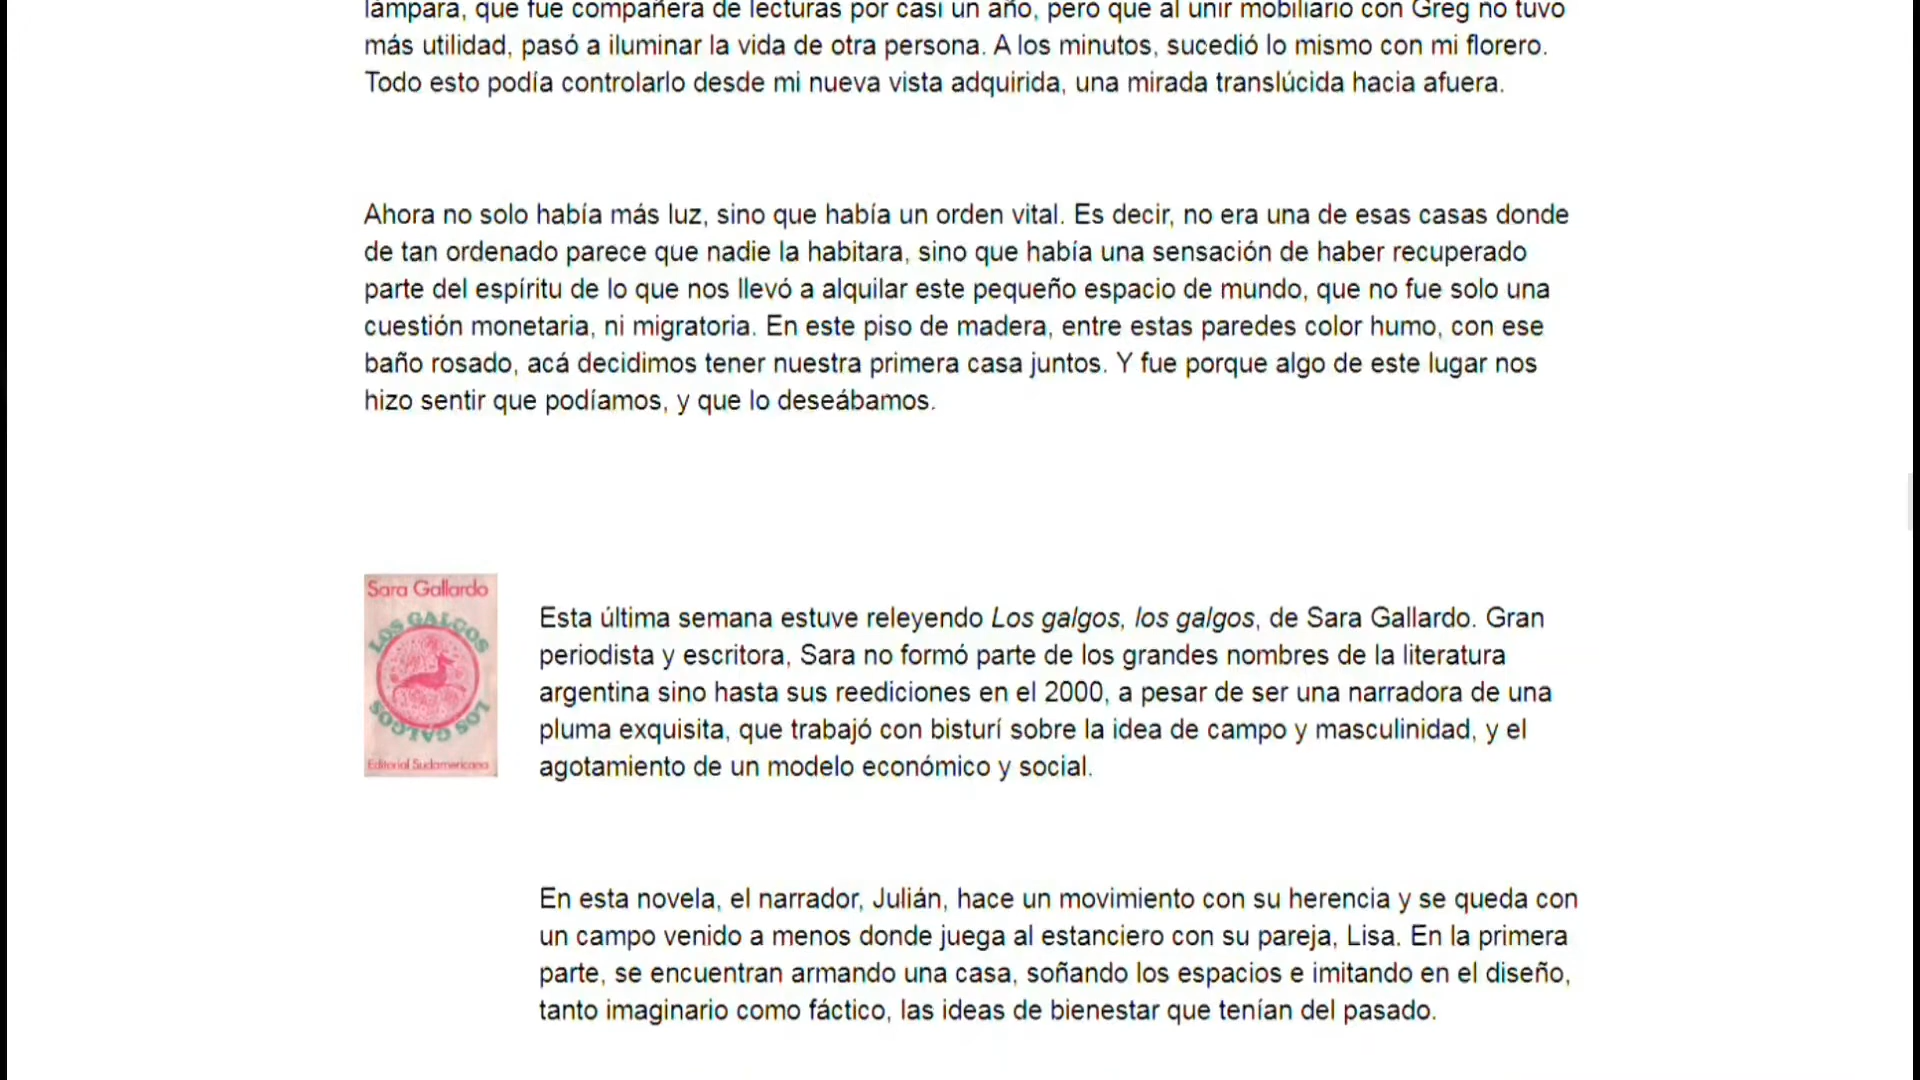 lámpara, que fue compañera de lecturas por casi un año, pero que al unir mobiliario con Greg no tuvo
más utilidad, pasó a iluminar la vida de otra persona. A los minutos, sucedió lo mismo con mi florero.
Todo esto podía controlarlo desde mi nueva vista adquirida, una mirada translúcida hacia afuera.
Ahora no solo había más luz, sino que había un orden vital. Es decir, no era una de esas casas donde
de tan ordenado parece que nadie la habitara, sino que había una sensación de haber recuperado
parte del espíritu de lo que nos llevó a alquilar este pequeño espacio de mundo, que no fue solo una
cuestión monetaria, ni migratoria. En este piso de madera, entre estas paredes color humo, con ese
baño rosado, acá decidimos tener nuestra primera casa juntos. Y fue porque algo de este lugar nos
hizo sentir que podíamos, y que lo deseábamos.
Sara Gallardo
LOS GALGOS
LOS GALGOS
Editorial Sudamericana
Esta última semana estuve releyendo Los galgos, los galgos, de Sara Gallardo. Gran
periodista y escritora, Sara no formó parte de los grandes nombres de la literatura
argentina sino hasta sus reediciones en el 2000, a pesar de ser una narradora de una
pluma exquisita, que trabajó con bisturí sobre la idea de campo y masculinidad, y el
agotamiento de un modelo económico y social.
En esta novela, el narrador, Julián, hace un movimiento con su herencia y se queda con
un campo venido a menos donde juega al estanciero con su pareja, Lisa. En la primera
parte, se encuentran armando una casa, soñando los espacios e imitando en el diseño,
tanto imaginario como fáctico, las ideas de bienestar que tenían del pasado.